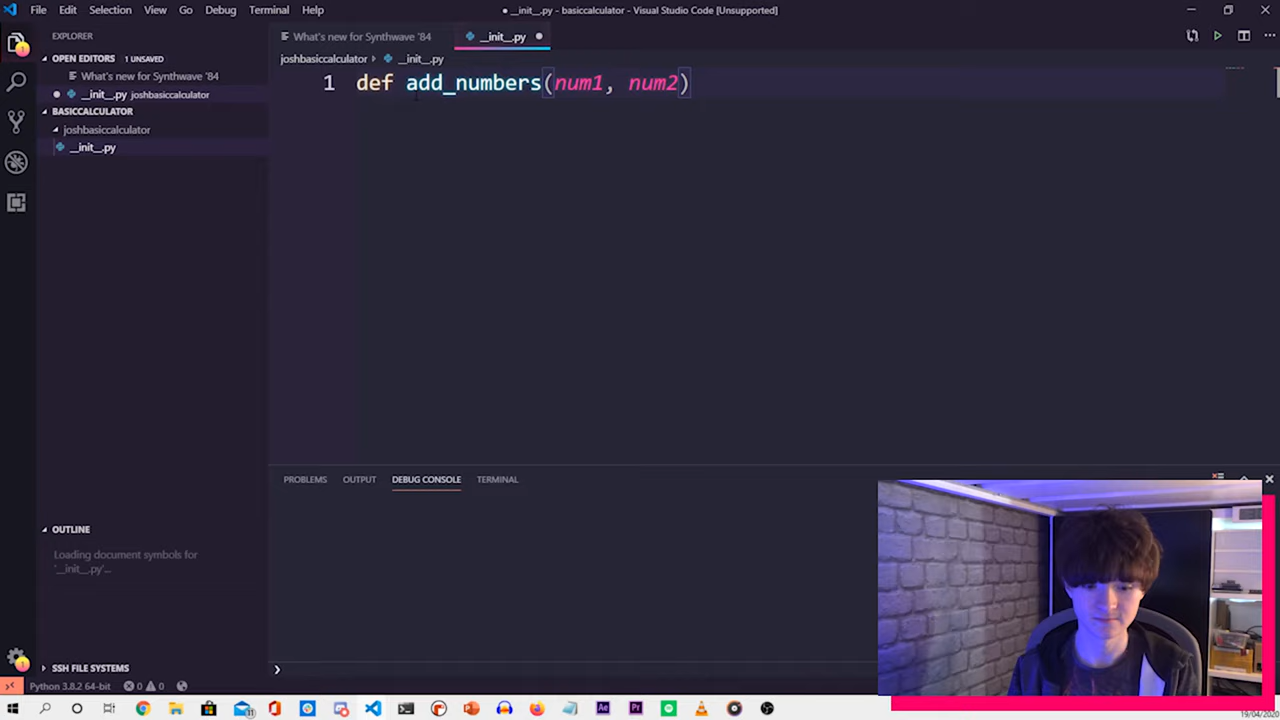 File Edit Selection View Go Debug Terminal Help
● __init__.py - basiccalculator - Visual Studio Code [Unsupported]
EXPLORER
What's new for Synthwave '84
__init__.py
OPEN EDITORS 1 UNSAVED
joshbasiccalculator
__init__.py
What's new for Synthwave '84
1 def add_numbers(num1, num2)
__init__.py joshbasiccalculator
BASICCALCULATOR
joshbasiccalculator
__init__.py
PROBLEMS OUTPUT DEBUG CONSOLE TERMINAL
OUTLINE
Loading document symbols for
'__init__.py'...
SSH FILE SYSTEMS
Python 3.8.2 64-bit 0 0
19/04/2020